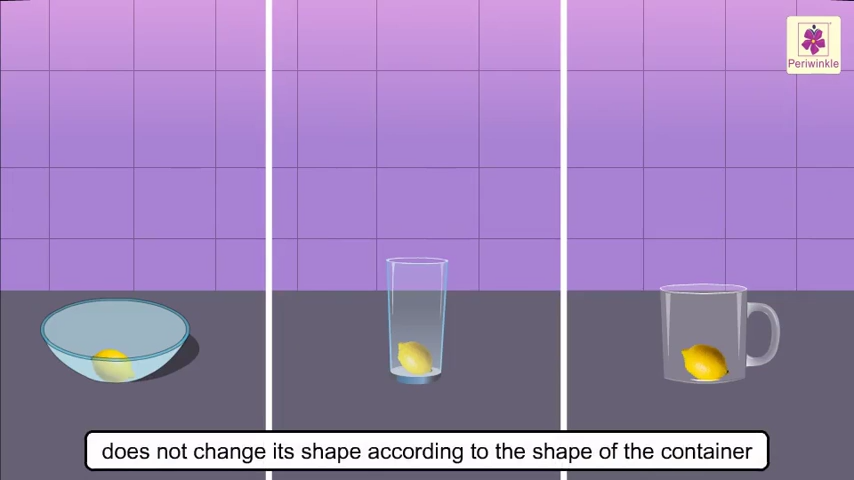 Periwinkle
does not change its shape according to the shape of the container